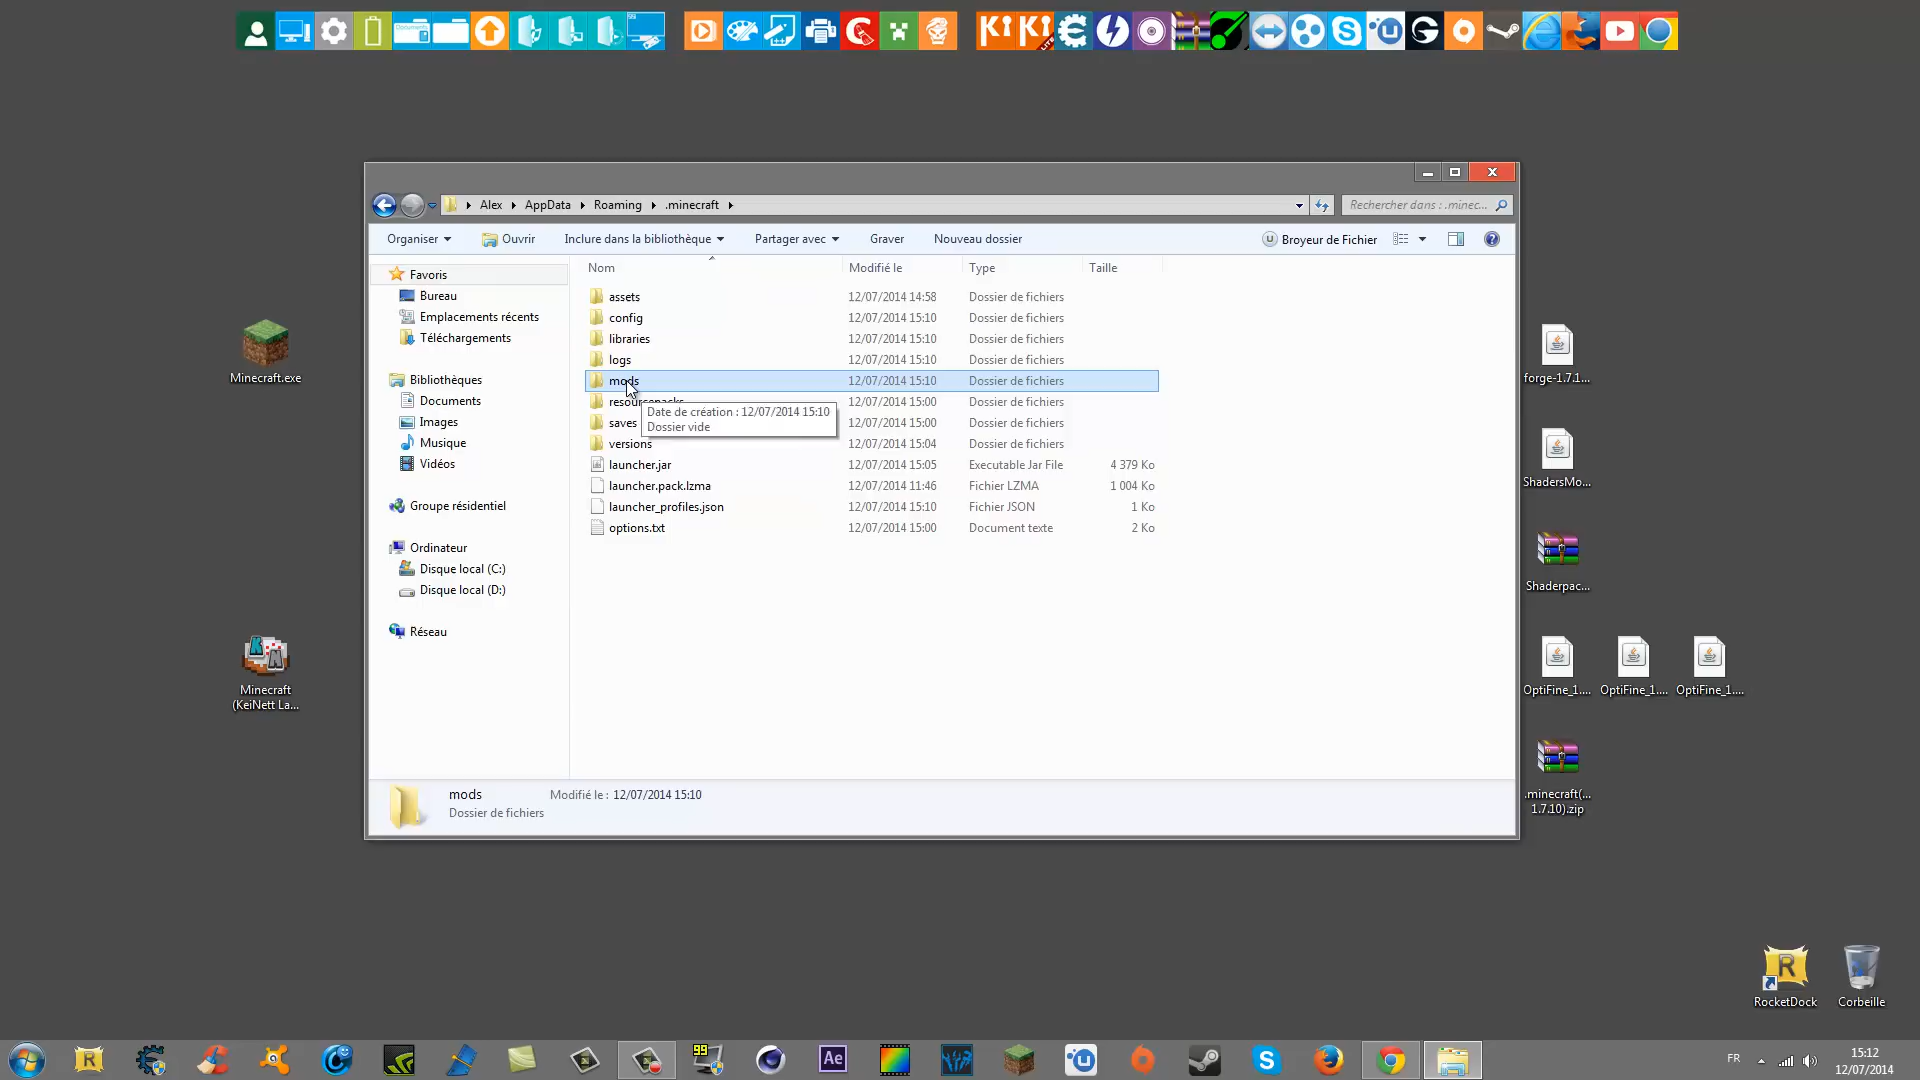 Alex
AppData
Roaming
.minecraft
Rechercher dans : .minec...
Organiser
Ouvrir
Inclure dans la bibliothèque
Partager avec
Graver
Nouveau dossier
Broyeur de Fichier
Nom
Modifié le
Type
Taille
Favoris
Bureau
Emplacements récents
Téléchargements
Bibliothèques
Documents
Images
Musique
Vidéos
Groupe résidentiel
Ordinateur
Disque local (C:)
Disque local (D:)
Réseau
assets 12/07/2014 14:58 Dossier de fichiers
config 12/07/2014 15:10 Dossier de fichiers
libraries 12/07/2014 15:10 Dossier de fichiers
logs 12/07/2014 15:10 Dossier de fichiers
mods 12/07/2014 15:10 Dossier de fichiers
resourcepacks 12/07/2014 15:00 Dossier de fichiers
Date de création : 12/07/2014 15:10
Dossier vide
saves 12/07/2014 15:00 Dossier de fichiers
versions 12/07/2014 15:04 Dossier de fichiers
launcher.jar 12/07/2014 15:05 Executable Jar File 4 379 Ko
launcher.pack.lzma 12/07/2014 11:46 Fichier LZMA 1 004 Ko
launcher_profiles.json 12/07/2014 15:10 Fichier JSON 1 Ko
options.txt 12/07/2014 15:00 Document texte 2 Ko
mods Modifié le : 12/07/2014 15:10
Dossier de fichiers
Minecraft.exe
Minecraft
(KeiNett La...
forge-1.7.1...
ShadersMo...
Shaderpac...
OptiFine_1....
OptiFine_1....
OptiFine_1....
.minecraft(...
1.7.10).zip
RocketDock
Corbeille
KI
KI
R
99
Ae
FR
15:12
12/07/2014